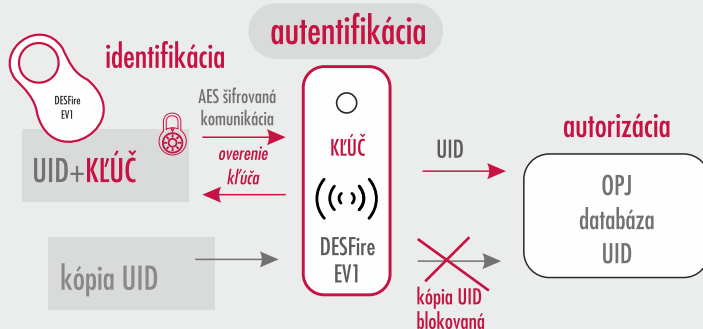 autentifikácia
identifikácia
DESFire
EV1
UID+KĽÚČ
AES šifrovaná
komunikácia
overenie
kľúča
KĽÚČ
DESFire
EV1
UID
autorizácia
OPJ
databáza
UID
kópia UID
kópia UID
blokovaná